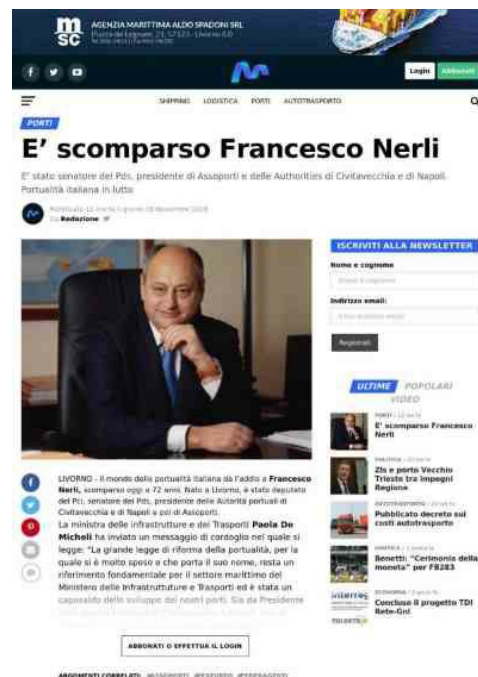 msc
AGENZIA MARITTIMA ALDO SPADONI SRL
Login
Abbonati
SHIPPING LOGISTICA PORTI AUTOTRASPORTO
PORTI
E' scomparso Francesco Nerli
E' stato senatore del Pds, presidente di Assoporti e delle Authorities di Civitavecchia e di Napoli.
Portualità italiana in lutto
Redazione
ISCRIVITI ALLA NEWSLETTER
Nome e cognome
Indirizzo email:
Registrati
ULTIME POPOLARI
VIDEO
E' scomparso Francesco
Nerli
Zls e porto Vecchio
Trieste tra impegni
Regione
Pubblicato decreto sui
costi autotrasporto
Benetti: "Cerimonia della
moneta" per FB283
Concluso il progetto TDI
Rete-Gnl
LIVORNO - Il mondo della portualità italiana dà l'addio a Francesco
Nerli, scomparso oggi a 72 anni. Nato a Livorno, è stato deputato
del Pci, senatore del Pds, presidente delle Autorità portuali di
Civitavecchia e di Napoli e poi di Assoporti.
La ministra delle infrastrutture e dei Trasporti Paola De
Micheli ha inviato un messaggio di cordoglio nel quale si
legge: "La grande legge di riforma della portualità, per la
quale si è molto speso e che porta il suo nome, resta un
riferimento fondamentale per il settore marittimo del
Ministero delle Infrastrutture e Trasporti ed è stata un
caposaldo dello sviluppo dei nostri porti. Sia da Presidente
ABBONATI O EFFETTUA IL LOGIN
ARGOMENTI CORRELATI: